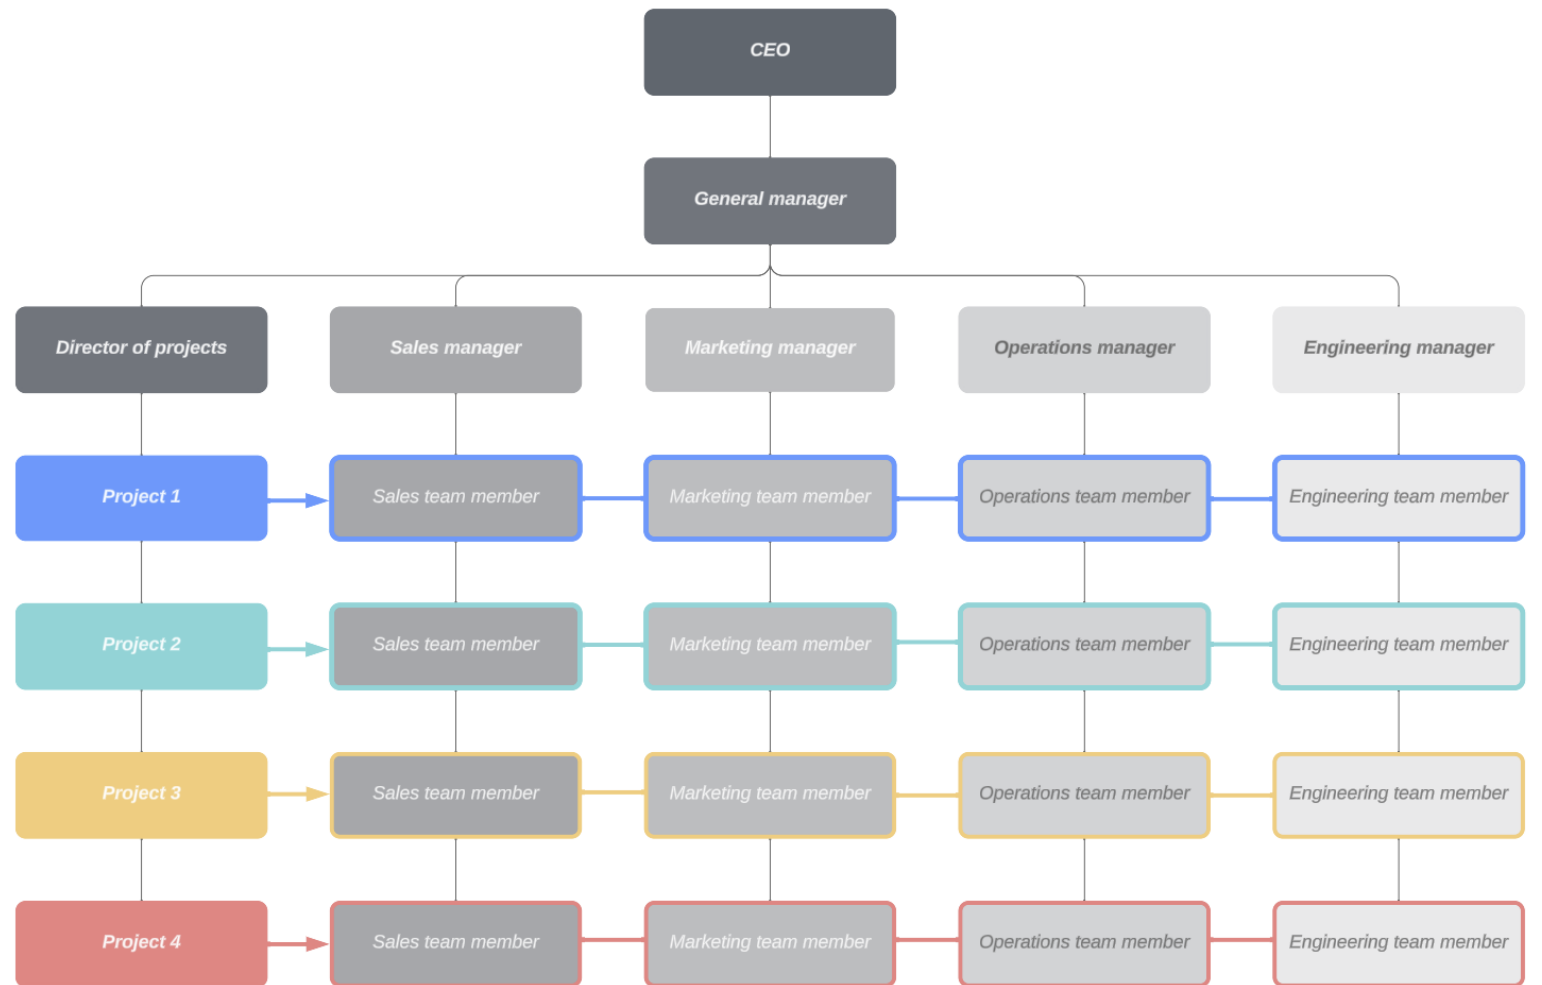 CEO
General manager
Director of projects
Sales manager
Marketing manager
Operations manager
Engineering manager
Project 1
Sales team member
Marketing team member
Operations team member
Engineering team member
Project 2
Sales team member
Marketing team member
Operations team member
Engineering team member
Project 3
Sales team member
Marketing team member
Operations team member
Engineering team member
Project 4
Sales team member
Marketing team member
Operations team member
Engineering team member